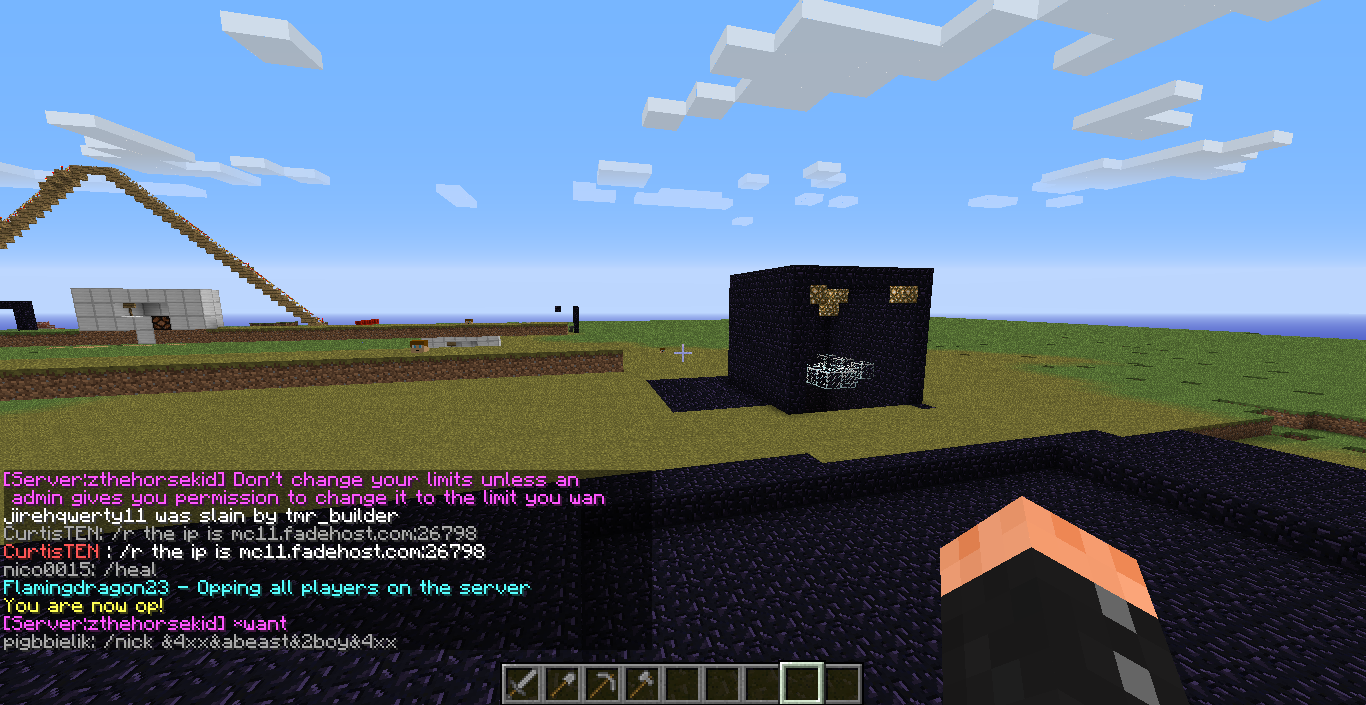 [Server:zthehorsekid] Don't change your limits unless an
admin gives you permission to change it to the limit you wan
jirehqwerty11 was slain by tmr_builder
CurtisTEN: /r the ip is mc11.fadehost.com:26798
CurtisTEN : /r the ip is mc11.fadehost.com:26798
nico0015: /heal
Flamingdragon23 - Opping all players on the server
You are now op!
[Server:zthehorsekid] *want
pigbbielik: /nick &4xx&abeast&2boy&4xx